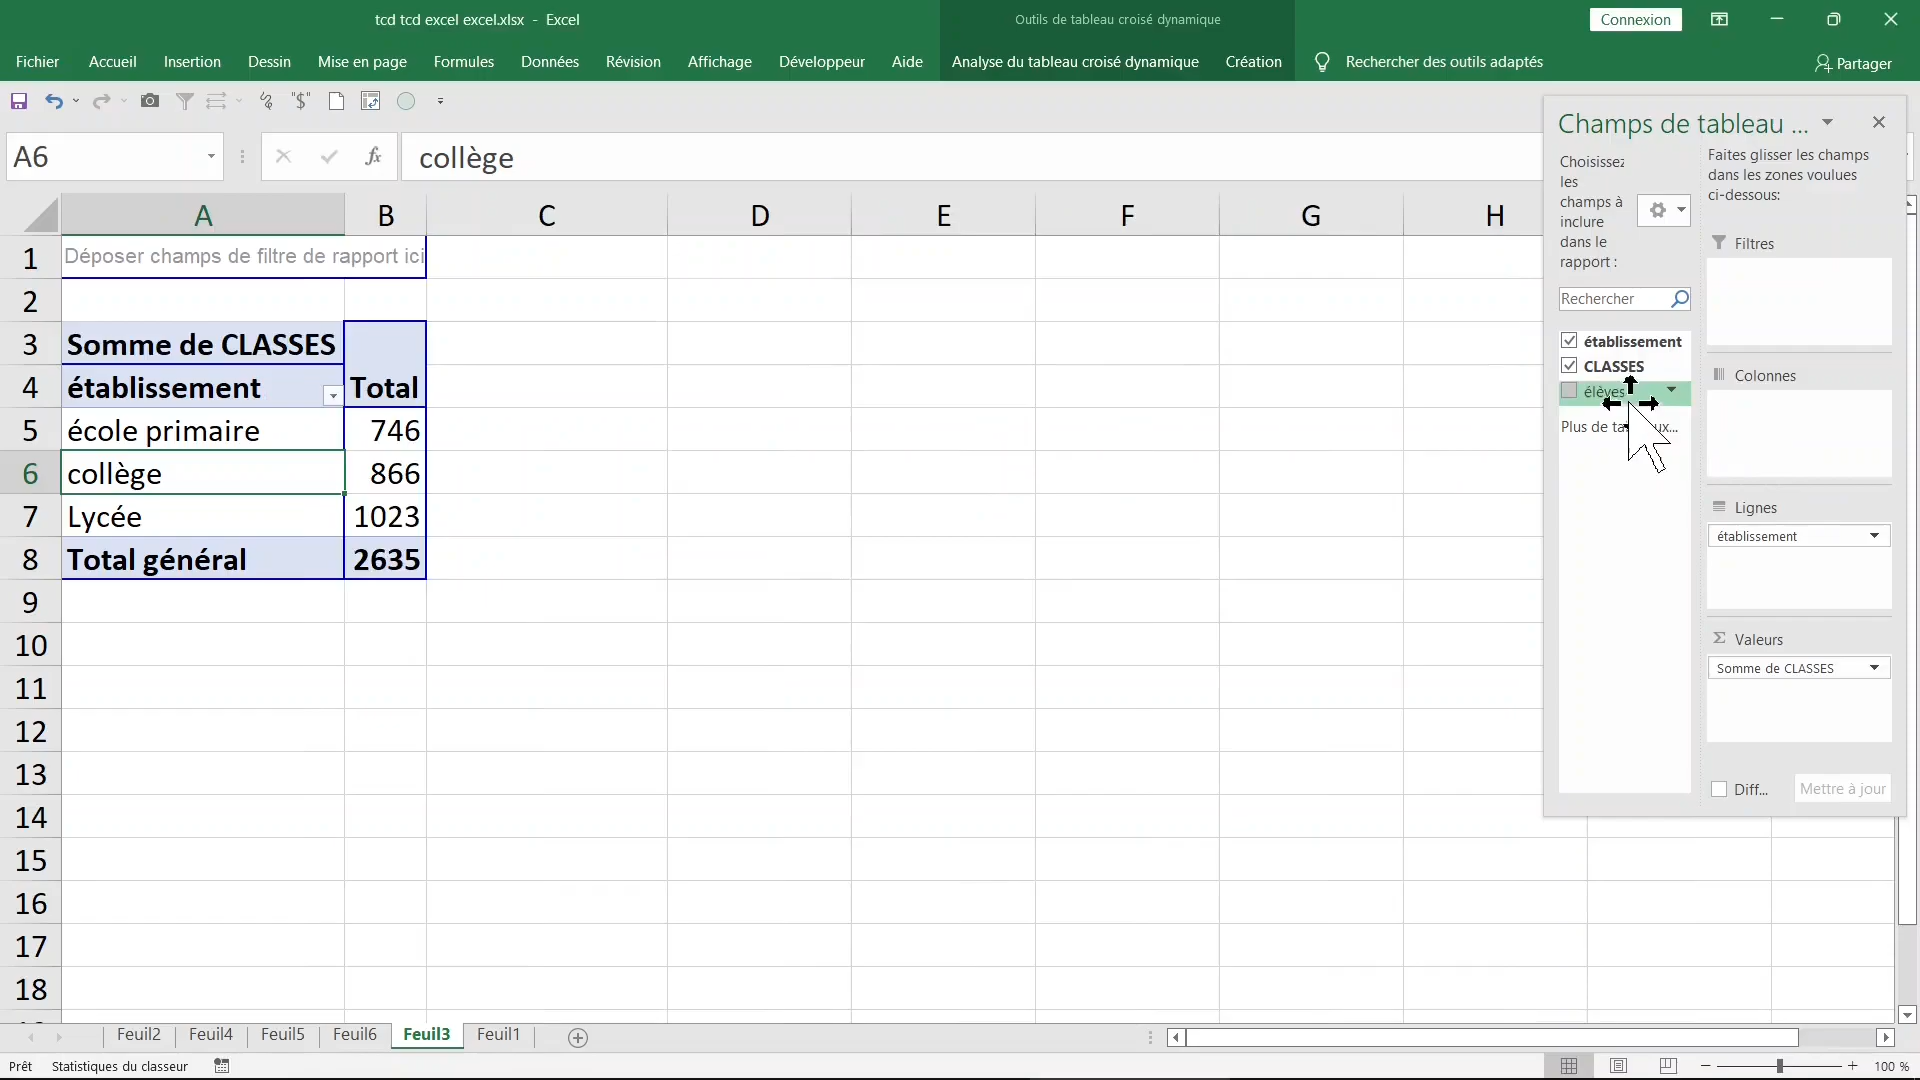 tcd tcd excel excel.xlsx - Excel
Outils de tableau croisé dynamique
Connexion
Fichier Accueil Insertion Dessin Mise en page Formules Données Révision Affichage Développeur Aide Analyse du tableau croisé dynamique Création Rechercher des outils adaptés Partager
A6
fx
collège
A B C D E F G H
1 Déposer champs de filtre de rapport ici
2
3 Somme de CLASSES
4 établissement Total
5 école primaire 746
6 collège 866
7 Lycée 1023
8 Total général 2635
9
10
11
12
13
14
15
16
17
18
Champs de tableau ...
Choisissez
les
champs à
inclure
dans le
rapport :
Rechercher
établissement
CLASSES
élèves
Plus de
Faites glisser les champs
dans les zones voulues
ci-dessous:
Filtres
Colonnes
Lignes
établissement
Σ Valeurs
Somme de CLASSES
Diff... Mettre à jour
Feuil2 Feuil4 Feuil5 Feuil6 Feuil3 Feuil1
Prêt Statistiques du classeur
100 %